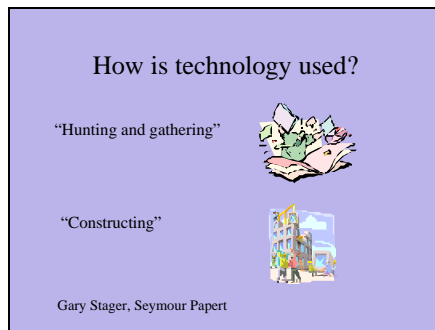 How is technology used?
“Hunting and gathering”
“Constructing”
Gary Stager, Seymour Papert